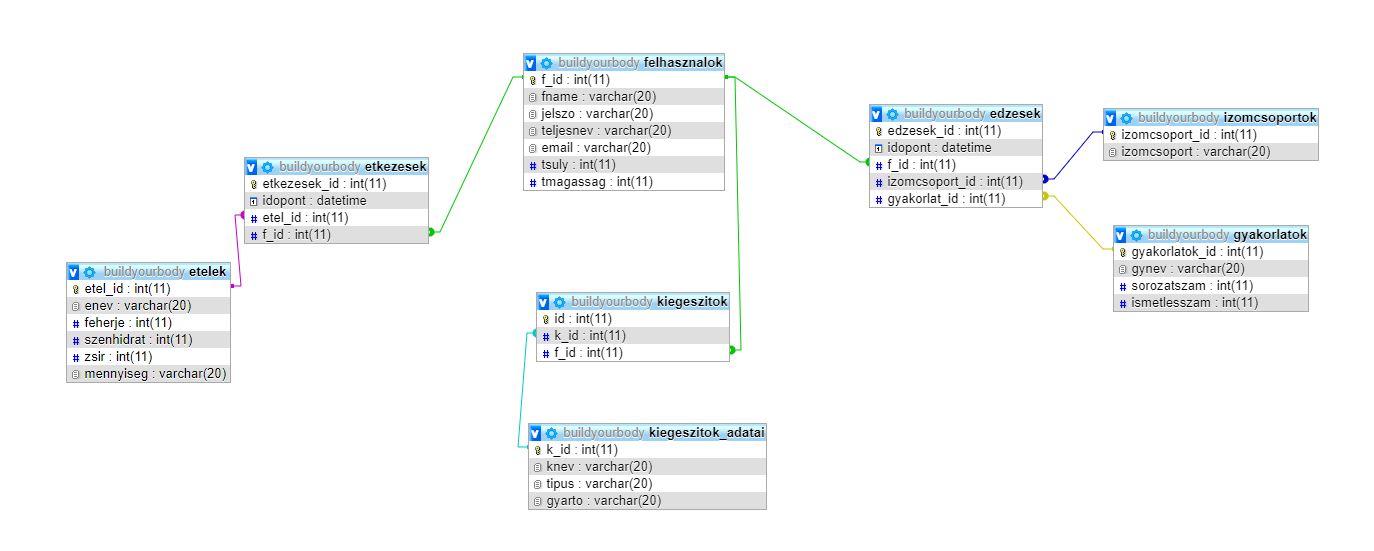 buildyourbody felhasznalok
f_id : int(11)
fname : varchar(20)
jelszo : varchar(20)
teljesnev : varchar(20)
email : varchar(20)
tsuly : int(11)
tmagassag : int(11)
buildyourbody edzesek
edzesek_id : int(11)
idopont : datetime
f_id : int(11)
izomcsoport_id : int(11)
gyakorlat_id : int(11)
buildyourbody izomcsoportok
izomcsoport_id : int(11)
izomcsoport : varchar(20)
buildyourbody etkezesek
etkezesek_id : int(11)
idopont : datetime
etel_id : int(11)
f_id : int(11)
buildyourbody gyakorlatok
gyakorlatok_id : int(11)
gynev : varchar(20)
sorozatszam : int(11)
ismetlesszam : int(11)
buildyourbody etelek
etel_id : int(11)
enev : varchar(20)
feherje : int(11)
szenhidrat : int(11)
zsir : int(11)
mennyiseg : varchar(20)
buildyourbody kiegeszitok
id : int(11)
k_id : int(11)
f_id : int(11)
buildyourbody kiegeszitok_adatai
k_id : int(11)
knev : varchar(20)
tipus : varchar(20)
gyarto : varchar(20)